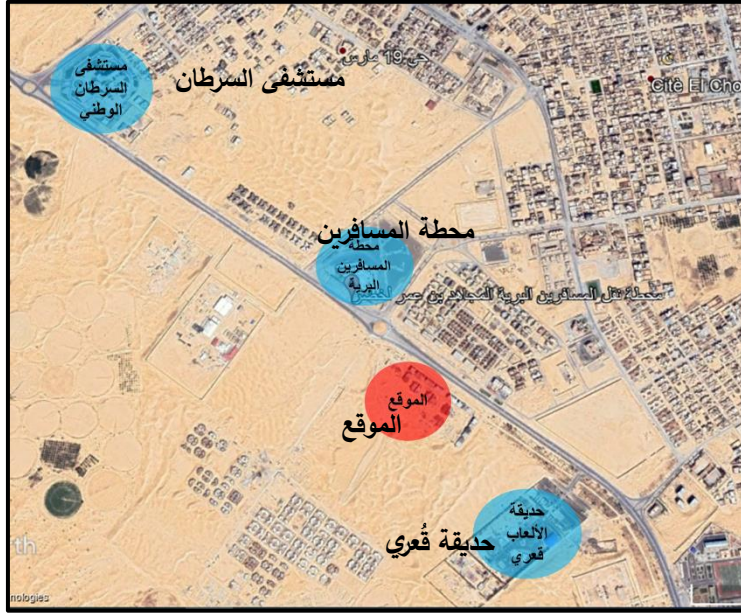 حي 19 مارس
Citè El Cho
مستشفى
السرطان
الوطني
مستشفى السرطان
محطة المسافرين
محطة
المسافرين
البرية
محطة نقل المسافرين البرية المجاهد بن عمر لخضر
الموقع
الموقع
حديقة
الألعاب
قعري
حديقة قُعري
th
nologies